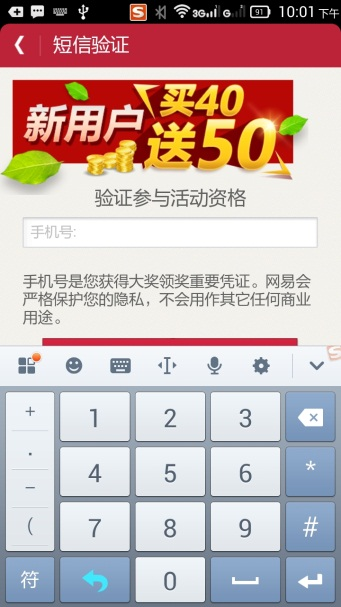 3G G 91 10:01下午
短信验证
新用户 买40
送50
验证参与活动资格
手机号:
手机号是您获得大奖领奖重要凭证。网易会
严格保护您的隐私，不会用作其它任何商业
用途。
+ 1 2 3
. 4 5 6 *
- 7 8 9 #
(
符 0